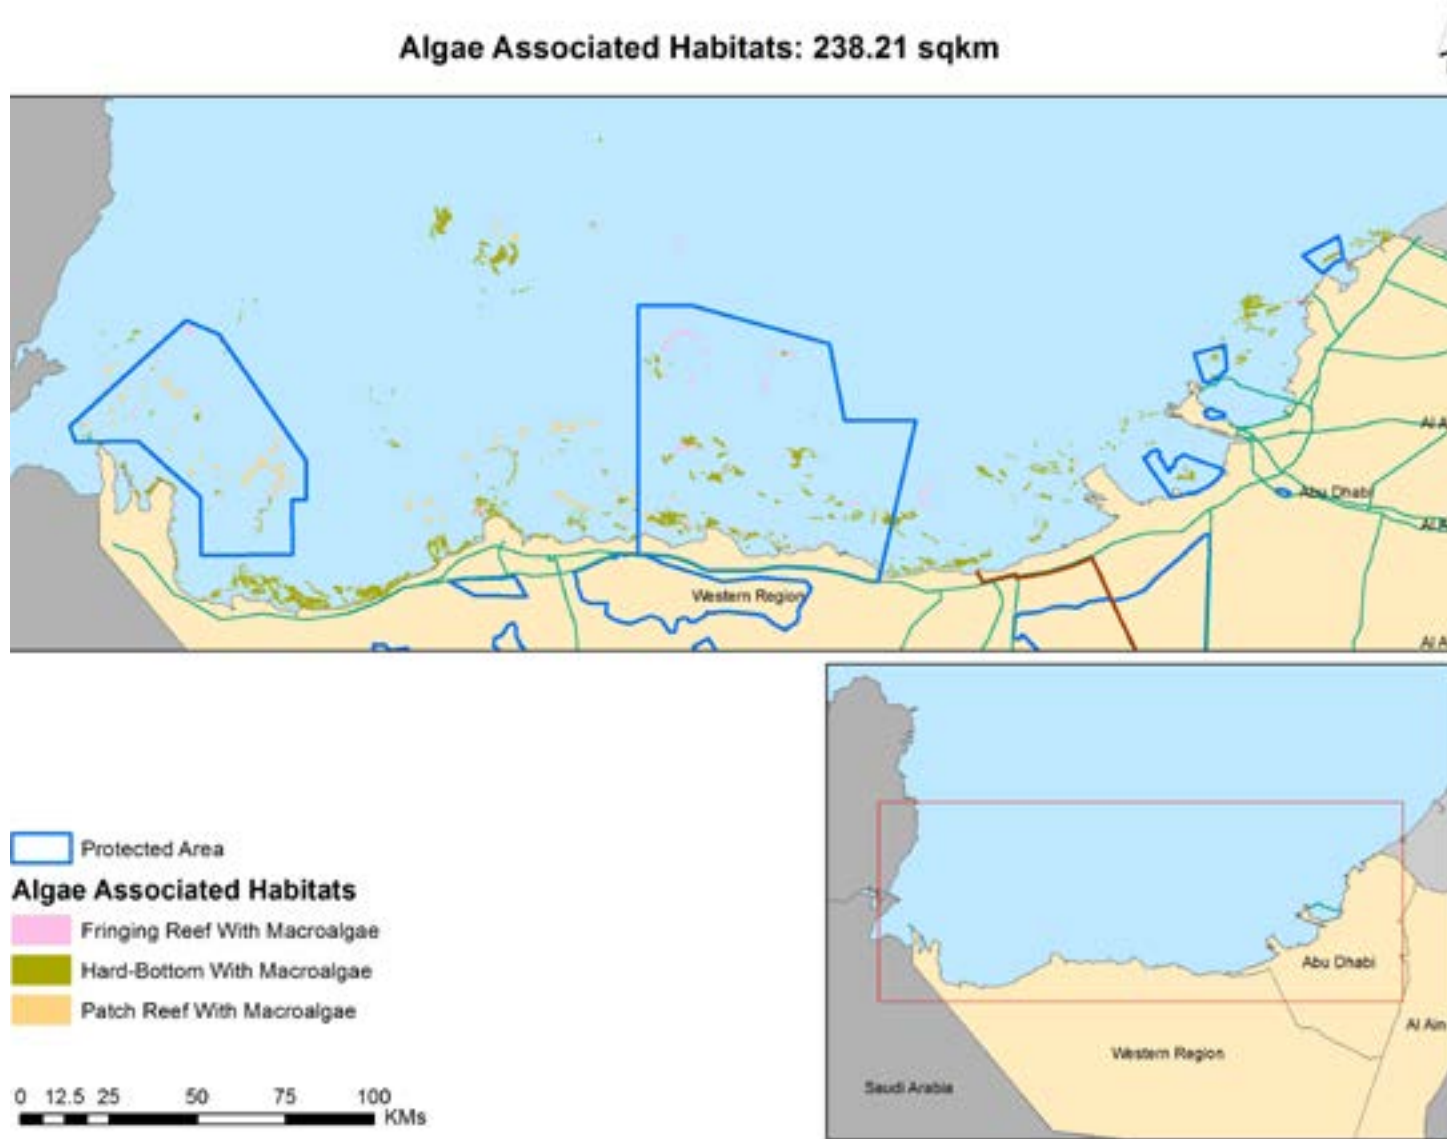 Algae Associated Habitats: 238.21 sqkm
Abu Dhabi
Western Region
Protected Area
Algae Associated Habitats
Fringing Reef With Macroalgae
Hard-Bottom With Macroalgae
Patch Reef With Macroalgae
0 12.5 25 50 75 100
KMs
Abu Dhabi
Al Ain
Western Region
Saudi Arabia